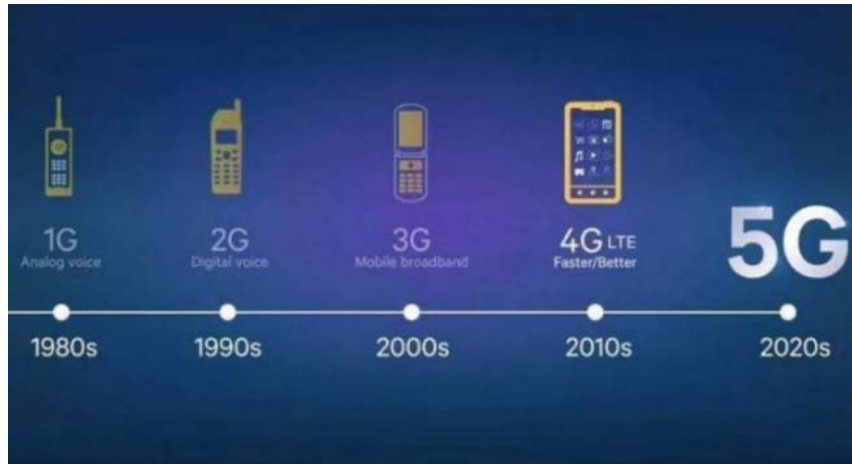 1G
Analog voice
2G
Digital voice
3G
Mobile broadband
4G LTE
Faster/Better
5G
1980s
1990s
2000s
2010s
2020s